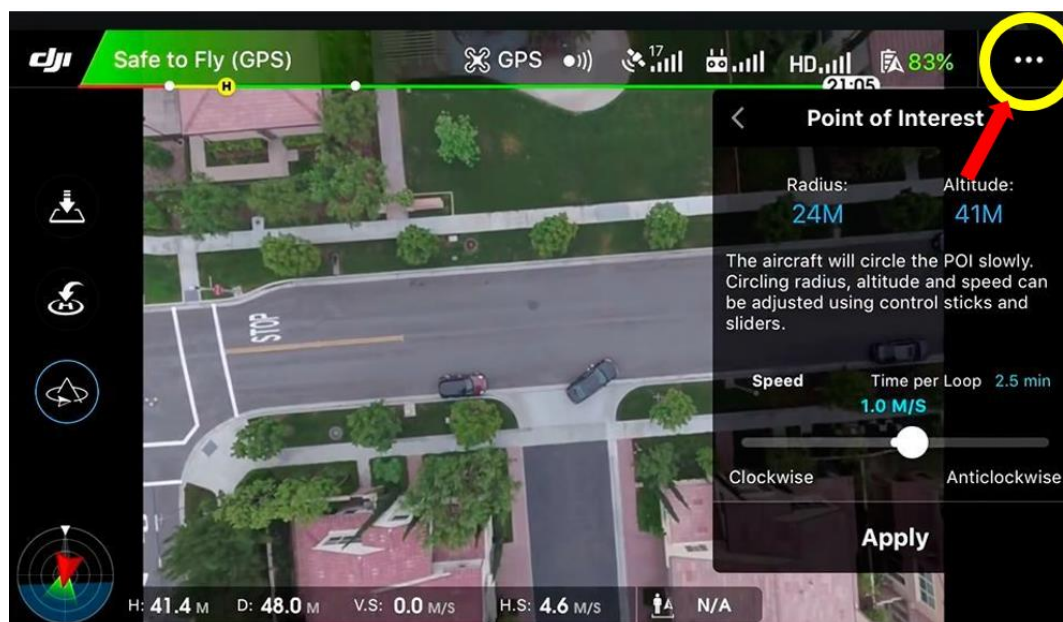 dji Safe to Fly (GPS) GPS 17 HD 83% •••
H 21:05
Point of Interest
Radius: Altitude:
24M 41M
The aircraft will circle the POI slowly.
Circling radius, altitude and speed can
be adjusted using control sticks and
sliders.
H
STOP
Speed Time per Loop 2.5 min
1.0 M/S
Clockwise Anticlockwise
Apply
H: 41.4 M D: 48.0 M V.S: 0.0 M/S H.S: 4.6 M/S N/A